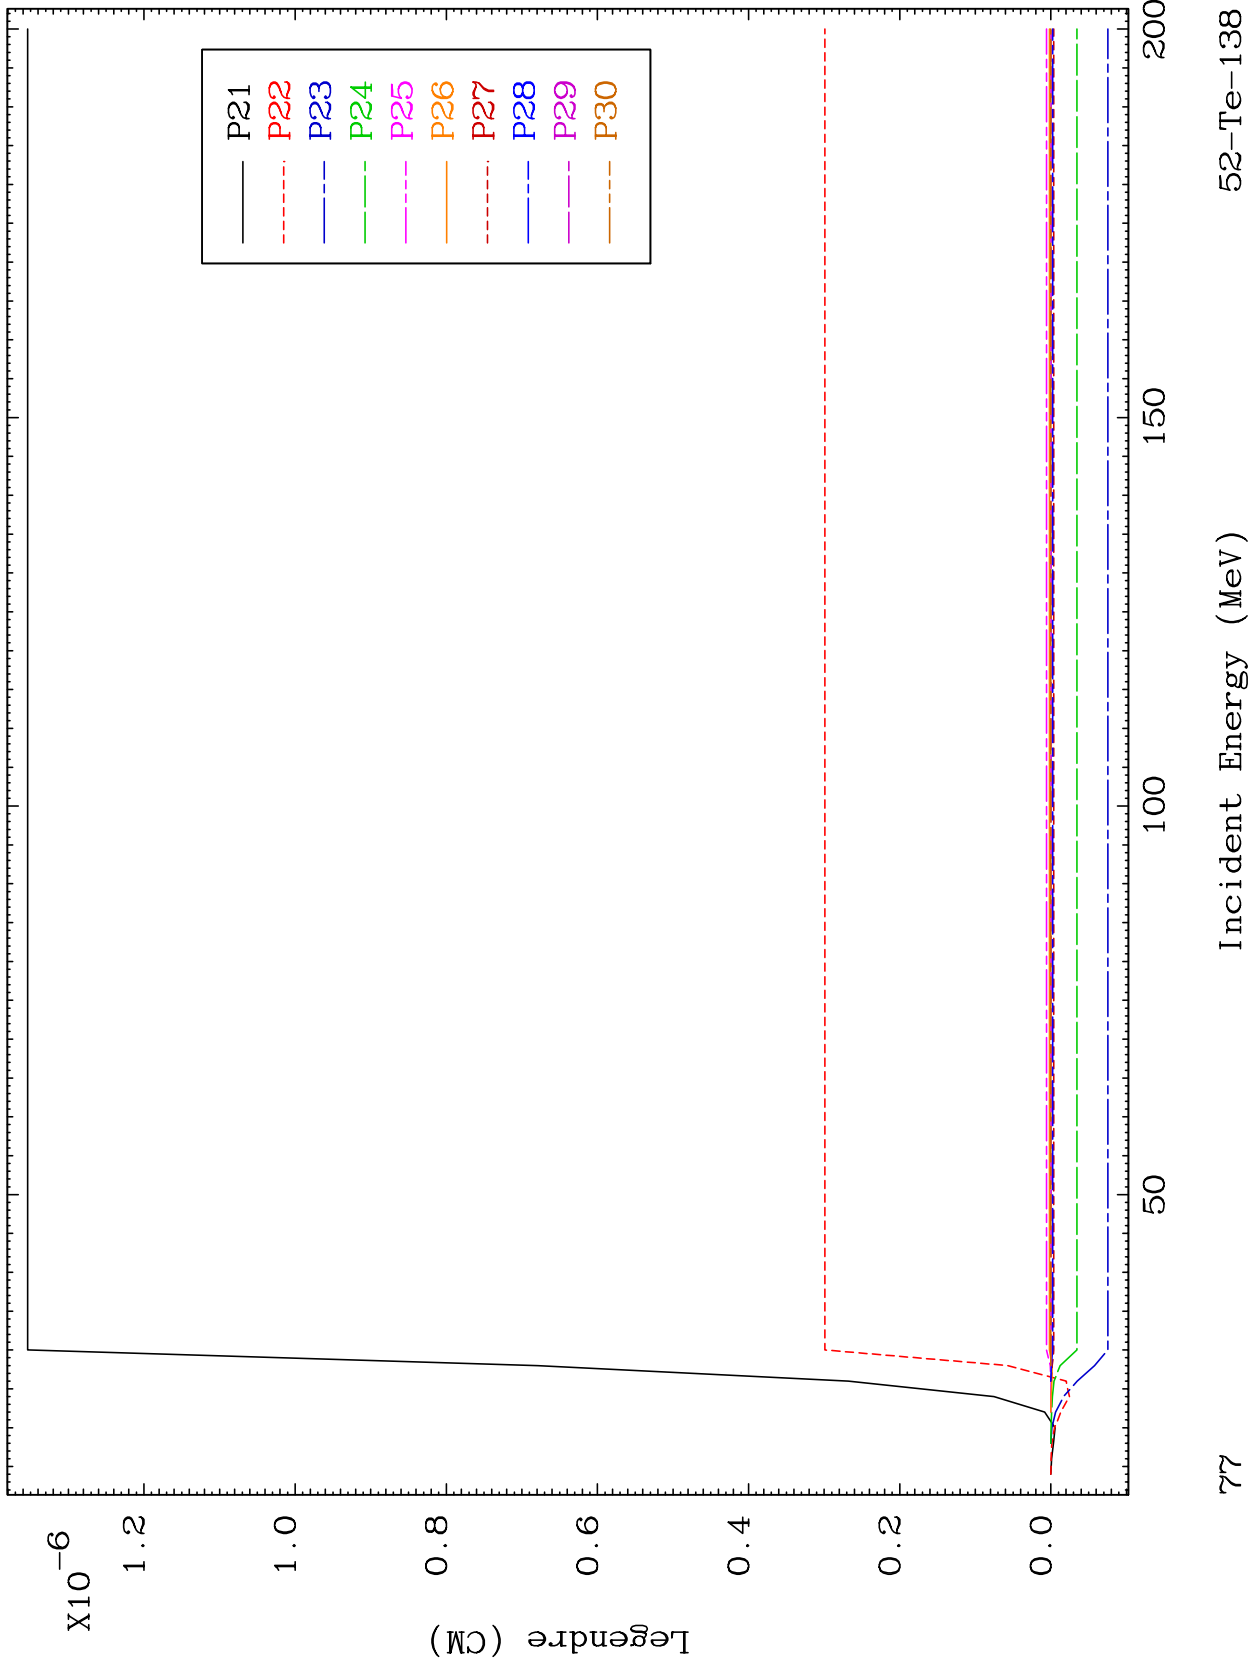 X10-6
1.2
1.0
0.8
0.6
0.4
0.2
0.0
Legendre (CM)
P21
P22
P23
P24
P25
P26
P27
P28
P29
P30
50
100
150
200
Incident Energy (MeV)
77
52-Te-138